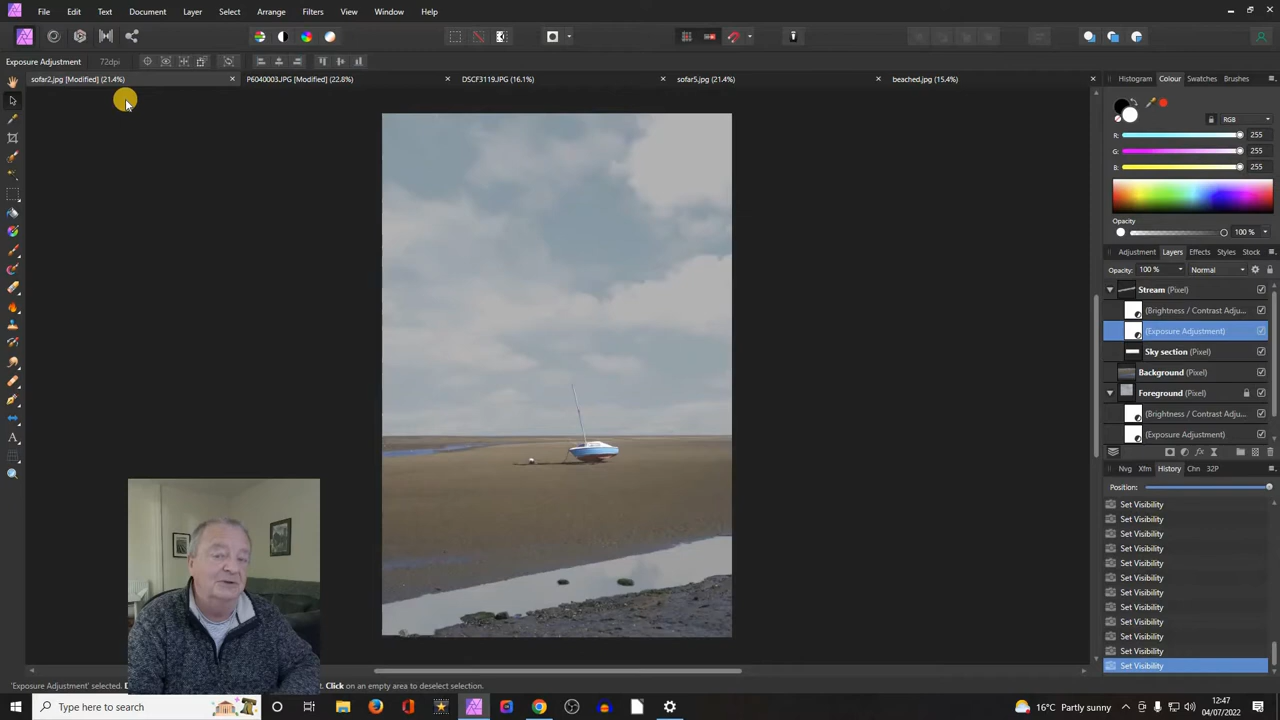 File Edit Text Document Layer Select Arrange Filters View Window Help
Exposure Adjustment 72dpi
sofar2.jpg [Modified] (21.4%) × P6040003.JPG [Modified] (22.8%) × DSCF3119.JPG (16.1%) × sofar5.jpg (21.4%) × beached.jpg (15.4%) ×
Histogram Colour Swatches Brushes
RGB
R: 255
G: 255
B: 255
Opacity
100 %
Adjustment Layers Effects Styles Stock
Opacity: 100 % Normal
Stream (Pixel)
(Brightness / Contrast Adju...
(Exposure Adjustment)
Sky section (Pixel)
Background (Pixel)
Foreground (Pixel)
(Brightness / Contrast Adju...
(Exposure Adjustment)
Nvg Xfm History Chn 32P
Position:
Set Visibility
Set Visibility
Set Visibility
Set Visibility
Set Visibility
Set Visibility
Set Visibility
Set Visibility
Set Visibility
Set Visibility
Set Visibility
Set Visibility
'Exposure Adjustment' selected. Click on an empty area to deselect selection.
Type here to search
16°C Partly sunny
12:47
04/07/2022